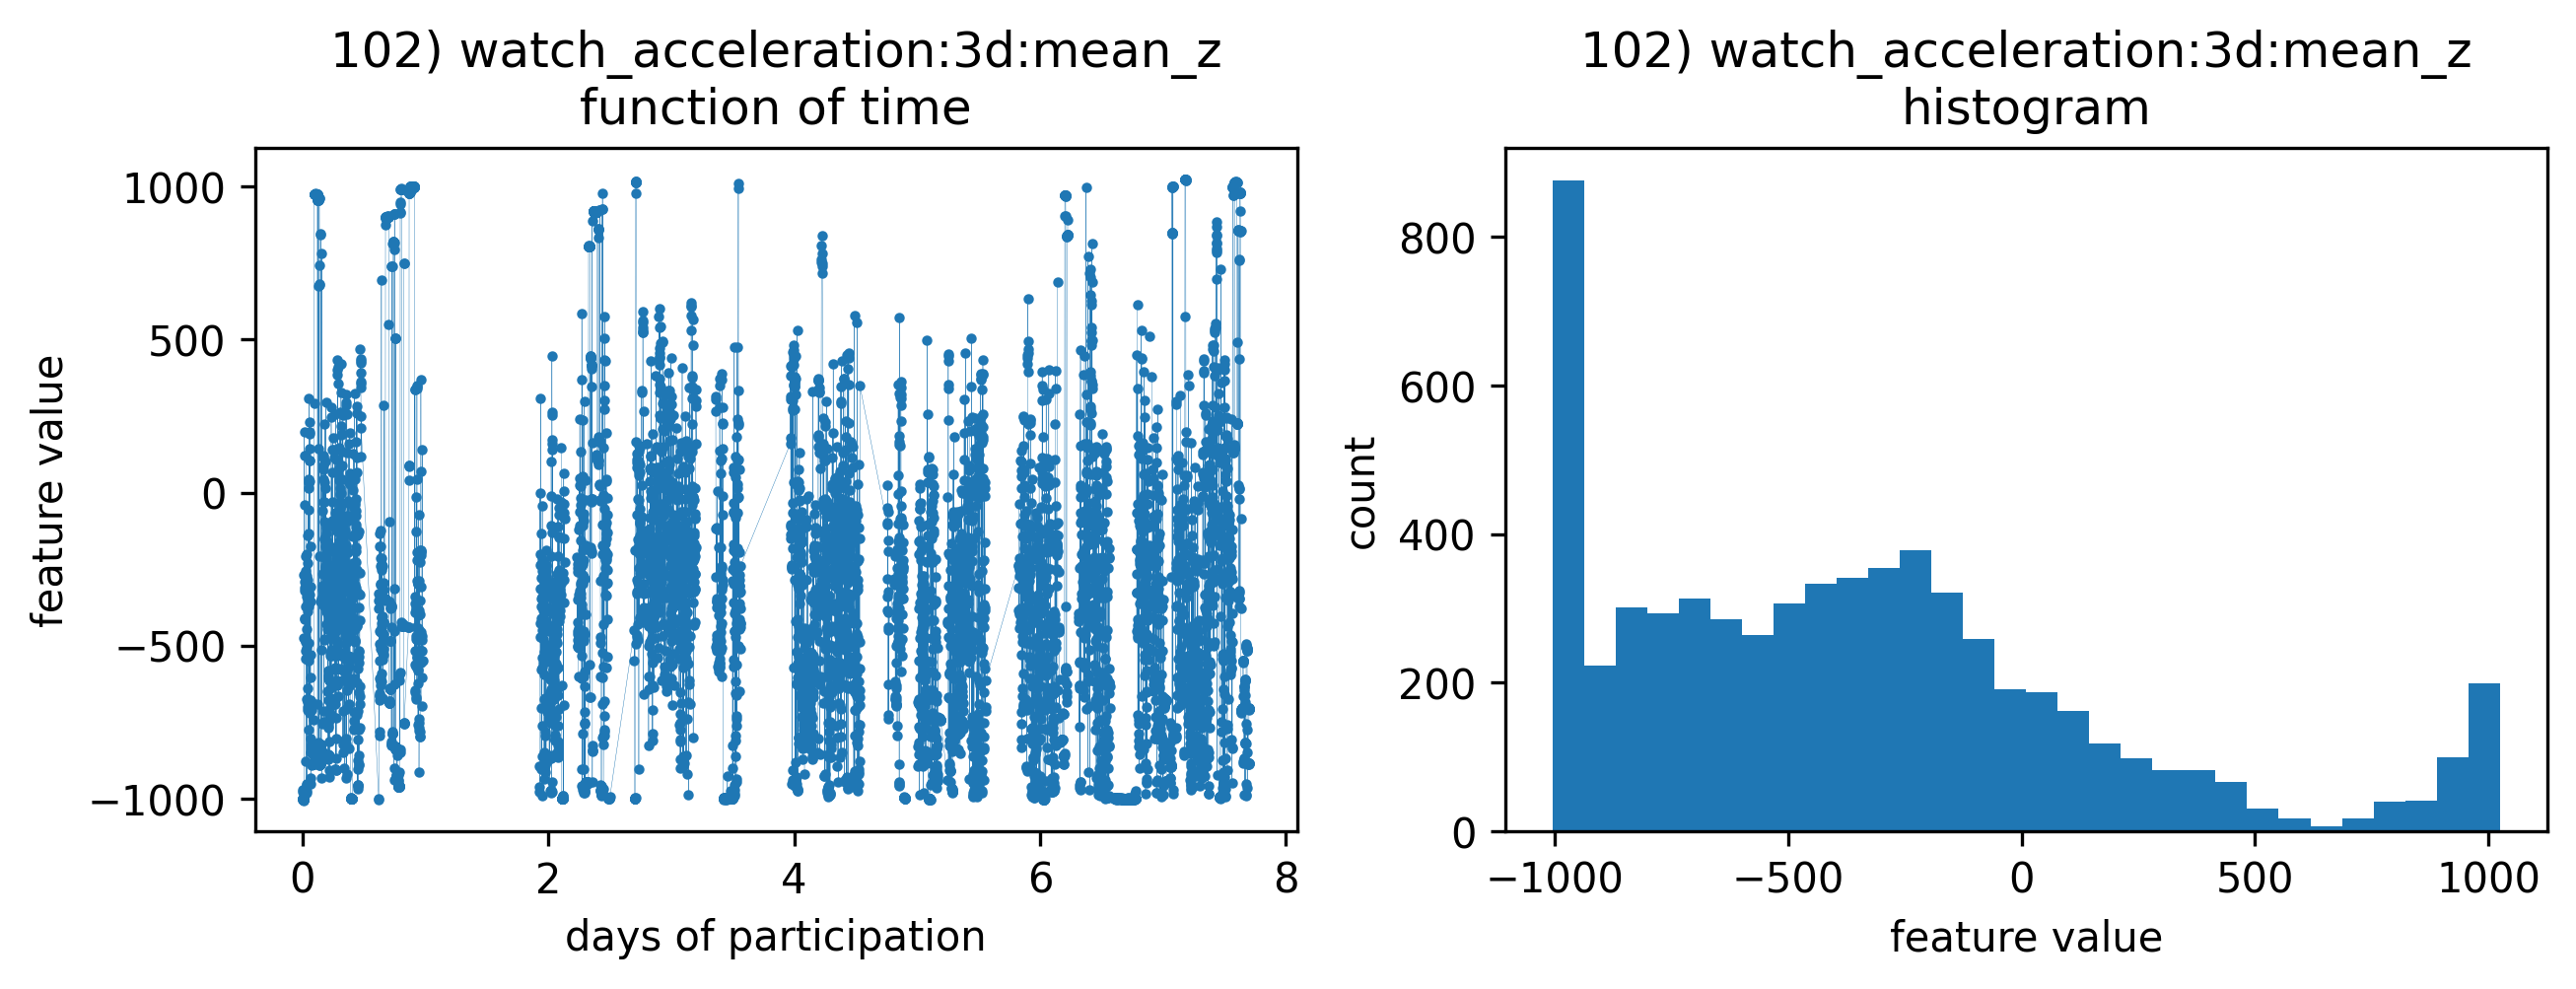 102) watch_acceleration:3d:mean_z
function of time
1000
500
0
−500
−1000
feature value
0
2
4
6
8
days of participation
102) watch_acceleration:3d:mean_z
histogram
800
600
400
200
0
count
−1000
−500
0
500
1000
feature value